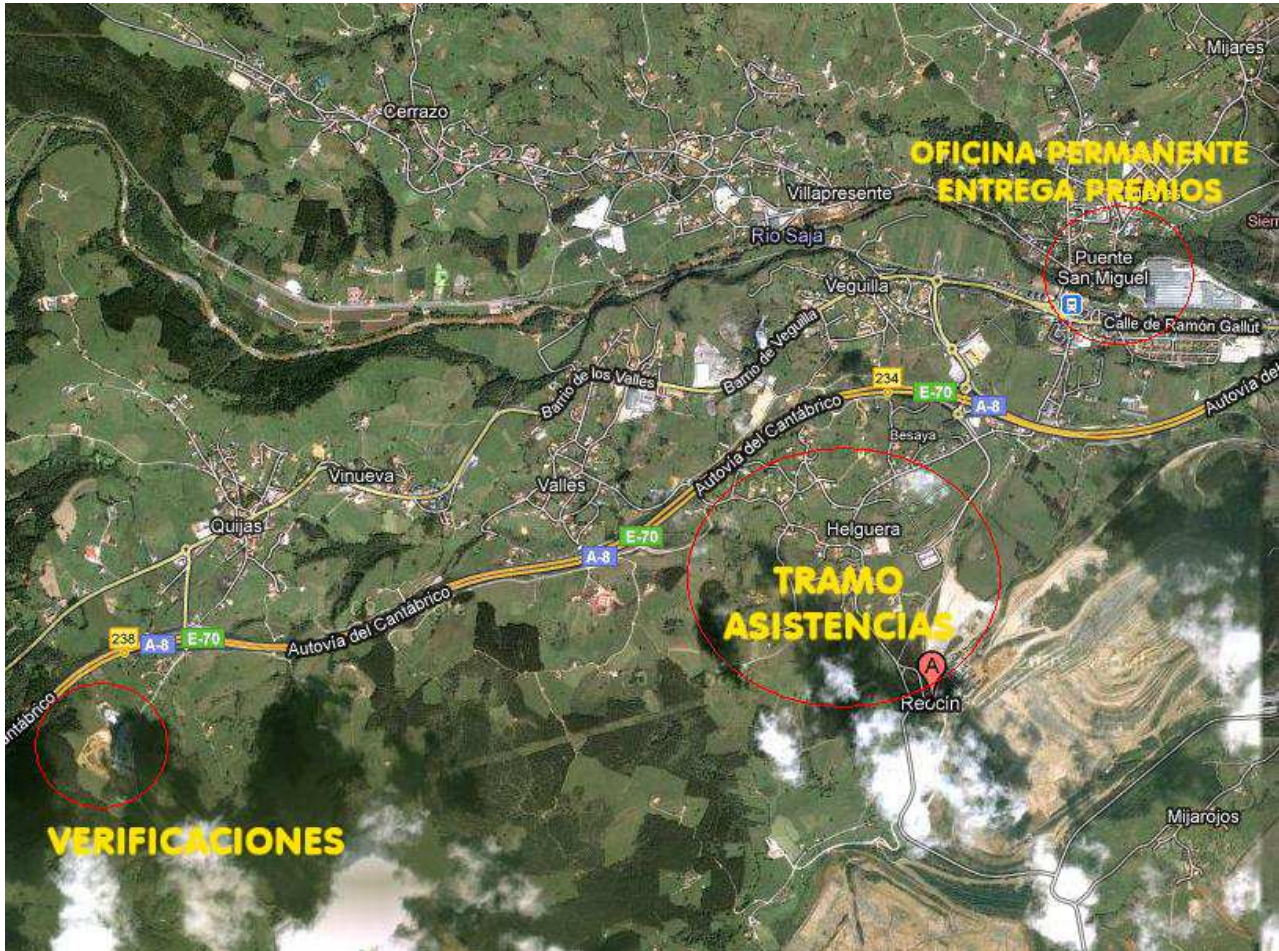 Mijares
Cerrazo
OFICINA PERMANENTE
ENTREGA PREMIOS
Villapresente
Río Saja
Puente
San Miguel
Veguilla
Calle de Ramón Gallut
Barrio de Veguilla
Barrio de los Valles
234
E-70
A-8
Autovía del
Besaya
Autovía del Cantábrico
Vinueva
Valles
Quijas
Helguera
E-70
A-8
TRAMO
ASISTENCIAS
Autovía del Cantábrico
238
A-8
E-70
A
Reocín
ntábrico
Mijarojos
VERIFICACIONES